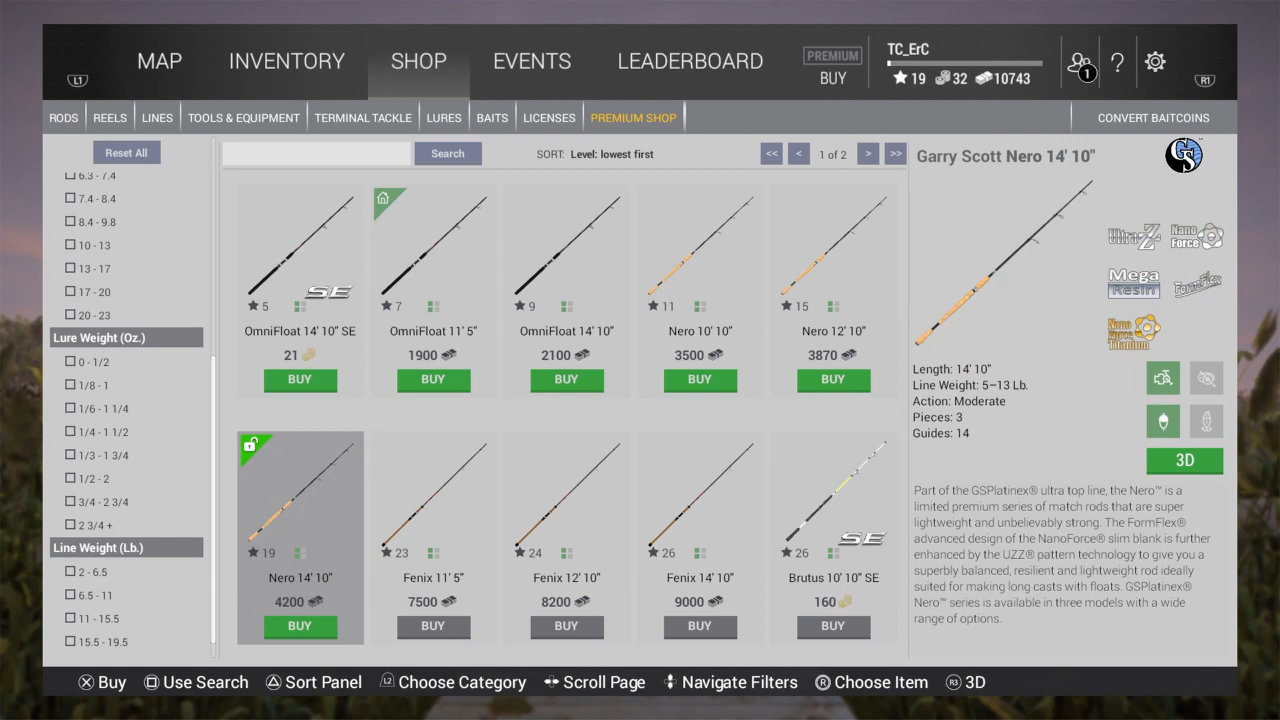 MAP
INVENTORY
SHOP
EVENTS
LEADERBOARD
PREMIUM
BUY
TC_ErC
19
32
10743
1
?
L1
R1
RODS
REELS
LINES
TOOLS & EQUIPMENT
TERMINAL TACKLE
LURES
BAITS
LICENSES
PREMIUM SHOP
CONVERT BAITCOINS
Reset All
Search
SORT: Level: lowest first
<<
<
1 of 2
>
>>
6.3 - 7.4
7.4 - 8.4
8.4 - 9.8
10 - 13
13 - 17
17 - 20
20 - 23
Lure Weight (Oz.)
0 - 1/2
1/8 - 1
1/6 - 1 1/4
1/4 - 1 1/2
1/3 - 1 3/4
1/2 - 2
3/4 - 2 3/4
2 3/4 +
Line Weight (Lb.)
2 - 6.5
6.5 - 11
11 - 15.5
15.5 - 19.5
5
SE
OmniFloat 14' 10" SE
21
BUY
7
OmniFloat 11' 5"
1900
BUY
9
OmniFloat 14' 10"
2100
BUY
11
Nero 10' 10"
3500
BUY
15
Nero 12' 10"
3870
BUY
19
Nero 14' 10"
4200
BUY
23
Fenix 11' 5"
7500
BUY
24
Fenix 12' 10"
8200
BUY
26
Fenix 14' 10"
9000
BUY
26
SE
Brutus 10' 10" SE
160
BUY
Garry Scott Nero 14' 10"
GS
Ultra Z
Nano Force
Mega Resin
FormFlex
Nano Force Titanium
Length: 14' 10"
Line Weight: 5–13 Lb.
Action: Moderate
Pieces: 3
Guides: 14
3D
Part of the GSPlatinex® ultra top line, the Nero™ is a
limited premium series of match rods that are super
lightweight and unbelievably strong. The FormFlex®
advanced design of the NanoForce® slim blank is further
enhanced by the UZZ® pattern technology to give you a
superbly balanced, resilient and lightweight rod ideally
suited for making long casts with floats. GSPlatinex®
Nero™ series is available in three models with a wide
range of options.
Buy
Use Search
Sort Panel
L2 Choose Category
Scroll Page
Navigate Filters
R Choose Item
R3 3D